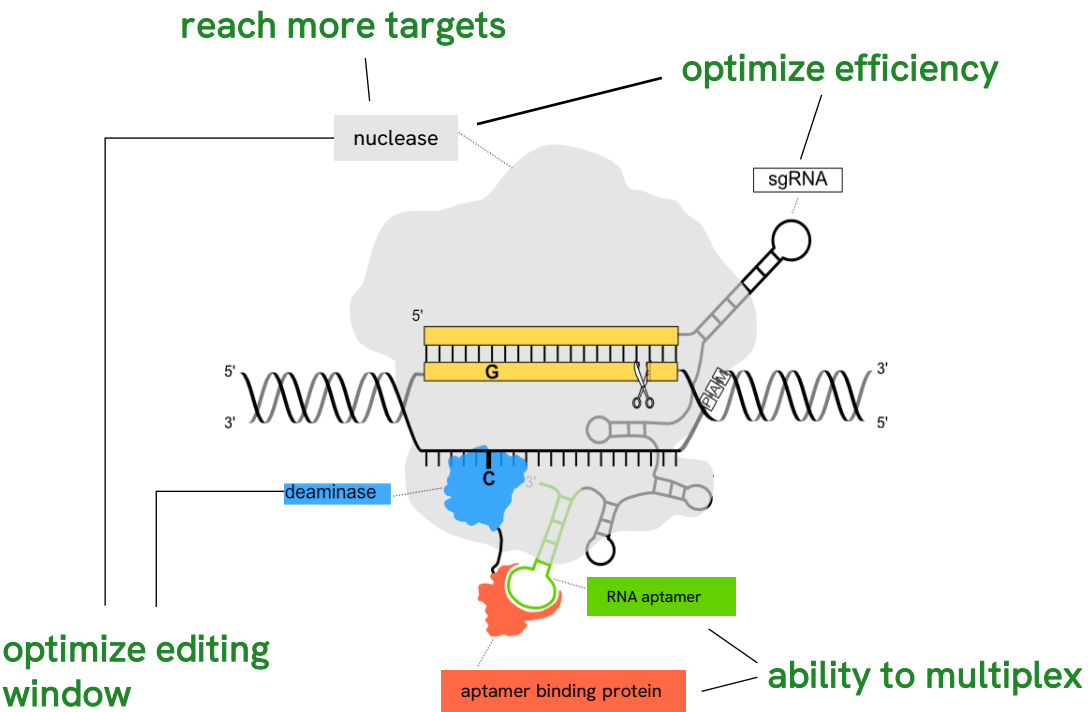 reach more targets
optimize efficiency
nuclease
sgRNA
5'
G
5'
3'
PAM
3'
5'
C
3'
deaminase
RNA aptamer
optimize editing
window
aptamer binding protein
ability to multiplex